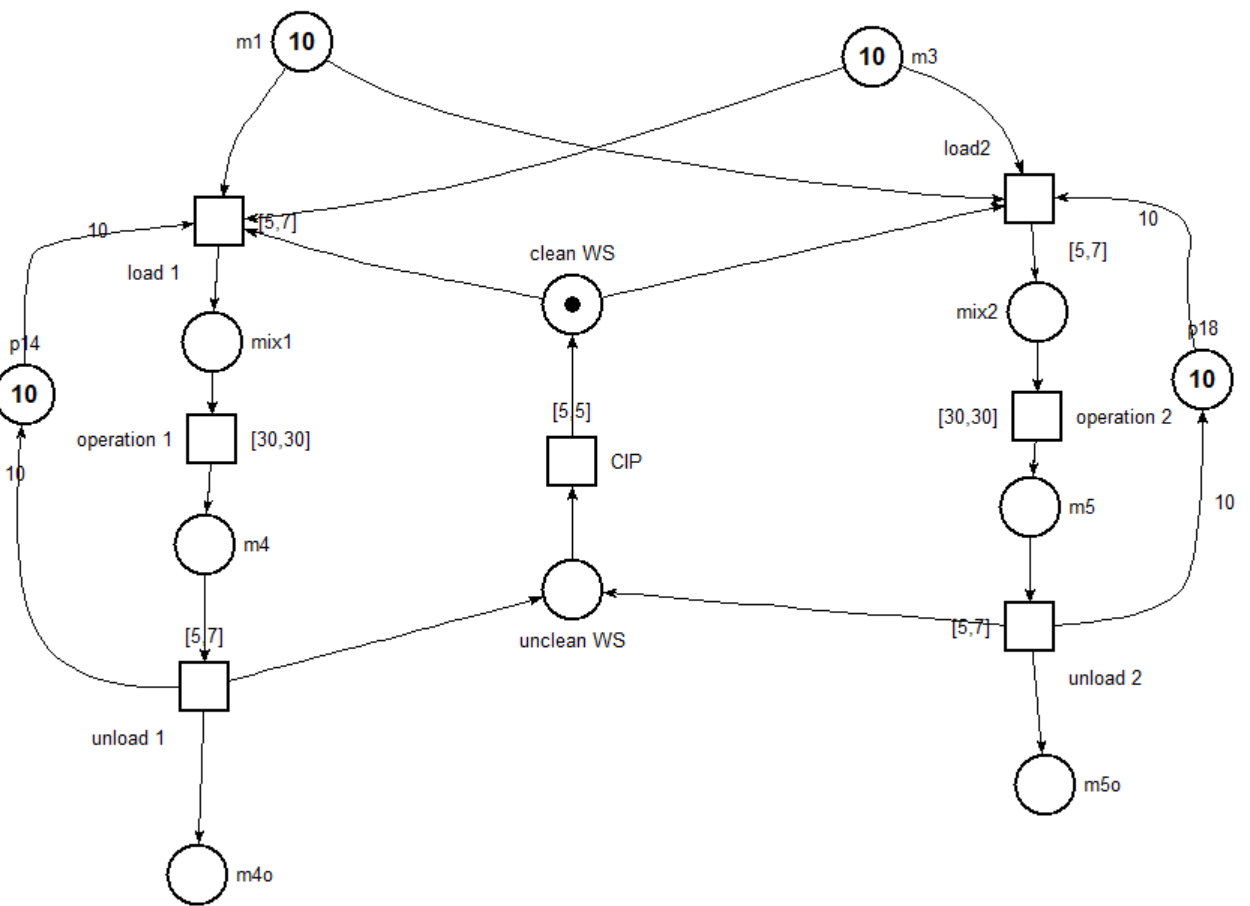 m1
10
10
m3
load2
10
[5,7]
10
clean WS
[5,7]
load 1
mix2
mix1
p14
p18
10
10
[5,5]
[30,30]
operation 2
operation 1
[30,30]
CIP
10
10
m5
m4
[5,7]
[5,7]
unclean WS
unload 2
unload 1
m5o
m4o